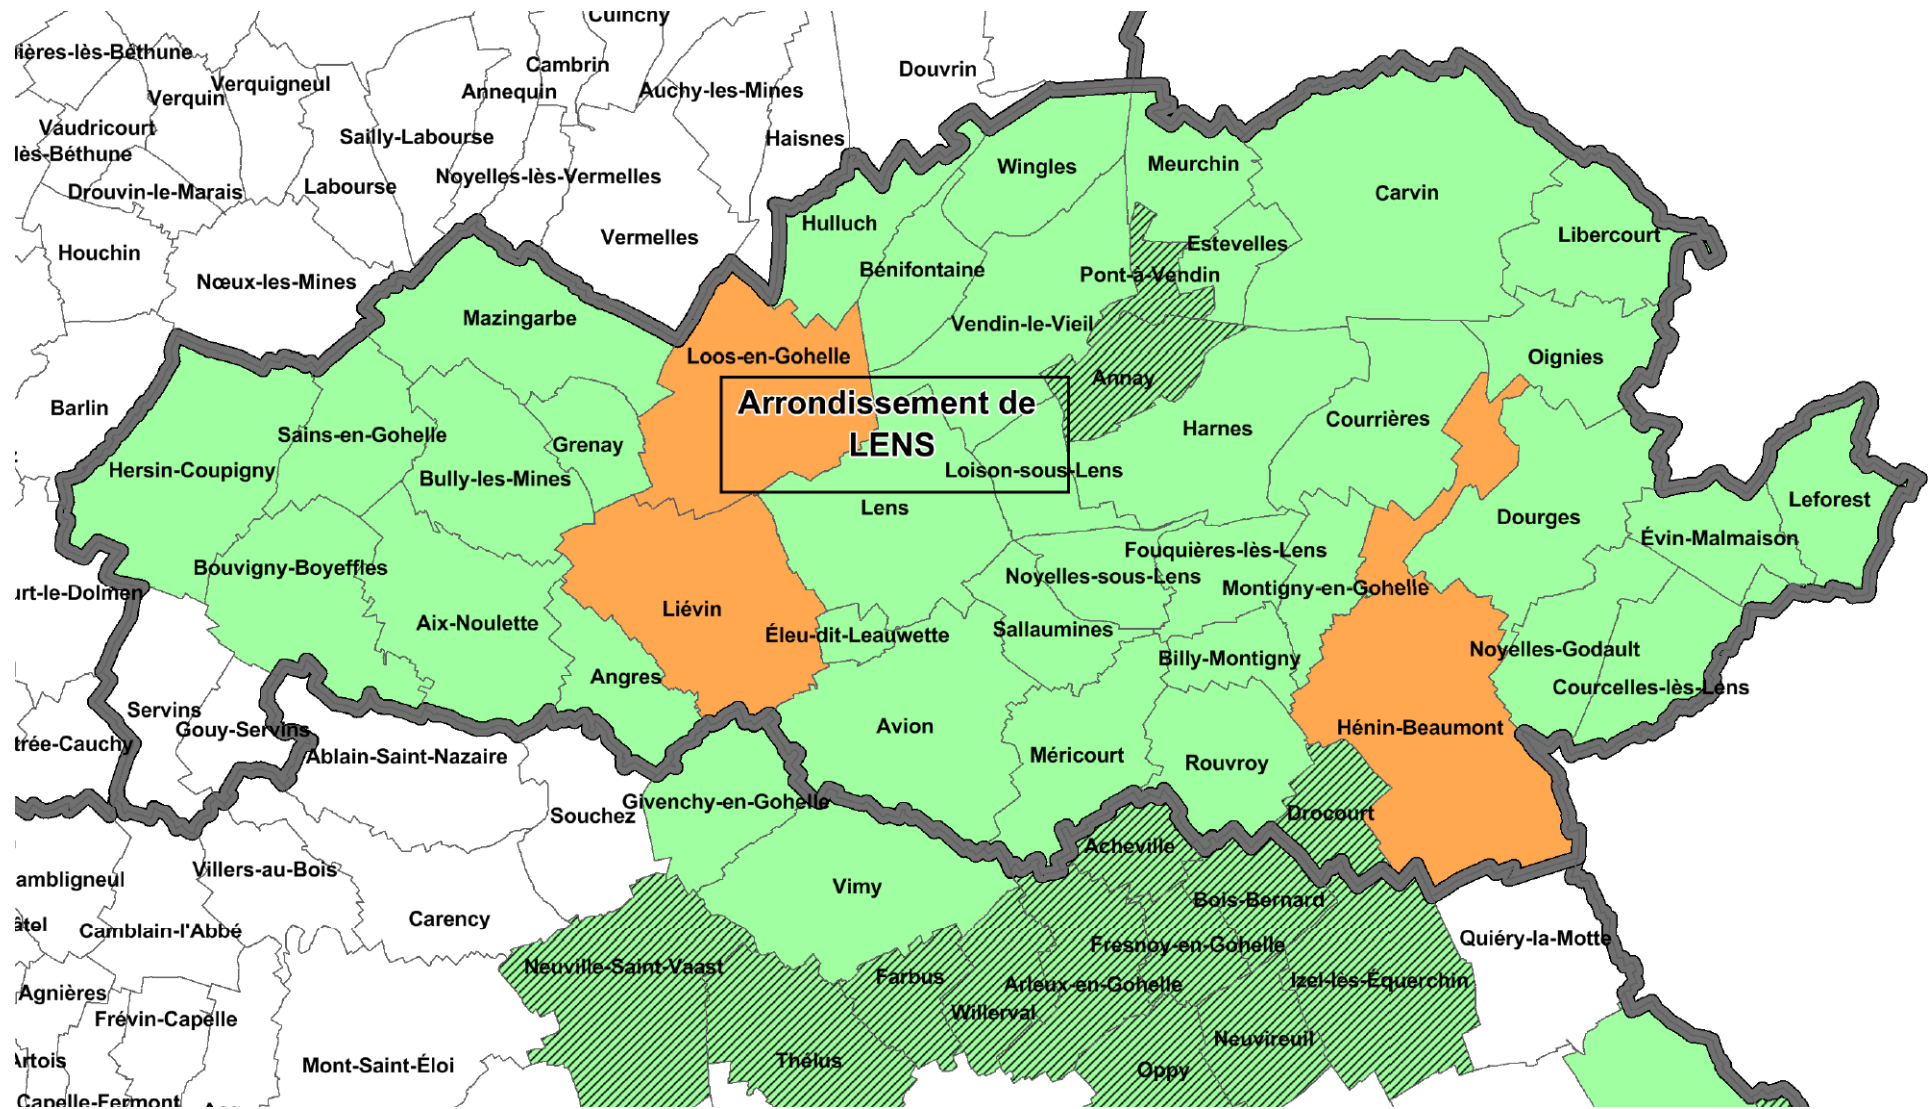 Cuinchy
ières-lès-Béthune
Cambrin
Douvrin
Verquigneul
Verquin
Annequin
Auchy-les-Mines
Vaudricourt
Sailly-Labourse
Haisnes
lès-Béthune
Wingles
Meurchin
Drouvin-le-Marais
Labourse
Noyelles-lès-Vermelles
Carvin
Hulluch
Vermelles
Libercourt
Estevelles
Houchin
Bénifontaine
Pont-à-Vendin
Nœux-les-Mines
Mazingarbe
Vendin-le-Vieil
Loos-en-Gohelle
Oignies
Annay
Barlin
Arrondissement de
LENS
Courrières
Harnes
Sains-en-Gohelle
Grenay
Hersin-Coupigny
Bully-les-Mines
Loison-sous-Lens
Leforest
Lens
Dourges
Évin-Malmaison
Fouquières-lès-Lens
Bouvigny-Boyeffles
Noyelles-sous-Lens
Montigny-en-Gohelle
urt-le-Dolmen
Liévin
Aix-Noulette
Éleu-dit-Leauwette
Sallaumines
Noyelles-Godault
Billy-Montigny
Angres
Courcelles-lès-Lens
Servins
Gouy-Servins
Avion
Hénin-Beaumont
trée-Cauchy
Ablain-Saint-Nazaire
Méricourt
Rouvroy
Givenchy-en-Gohelle
Souchez
Drocourt
Acheville
Villers-au-Bois
ambligneul
Vimy
Bois-Bernard
Carency
âtel
Camblain-l'Abbé
Quiéry-la-Motte
Fresnoy-en-Gohelle
Neuville-Saint-Vaast
Farbus
Arleux-en-Gohelle
Izel-lès-Équerchin
Agnières
Willerval
Frévin-Capelle
Neuvireuil
Artois
Mont-Saint-Éloi
Thélus
Oppy
Capelle-Fermont